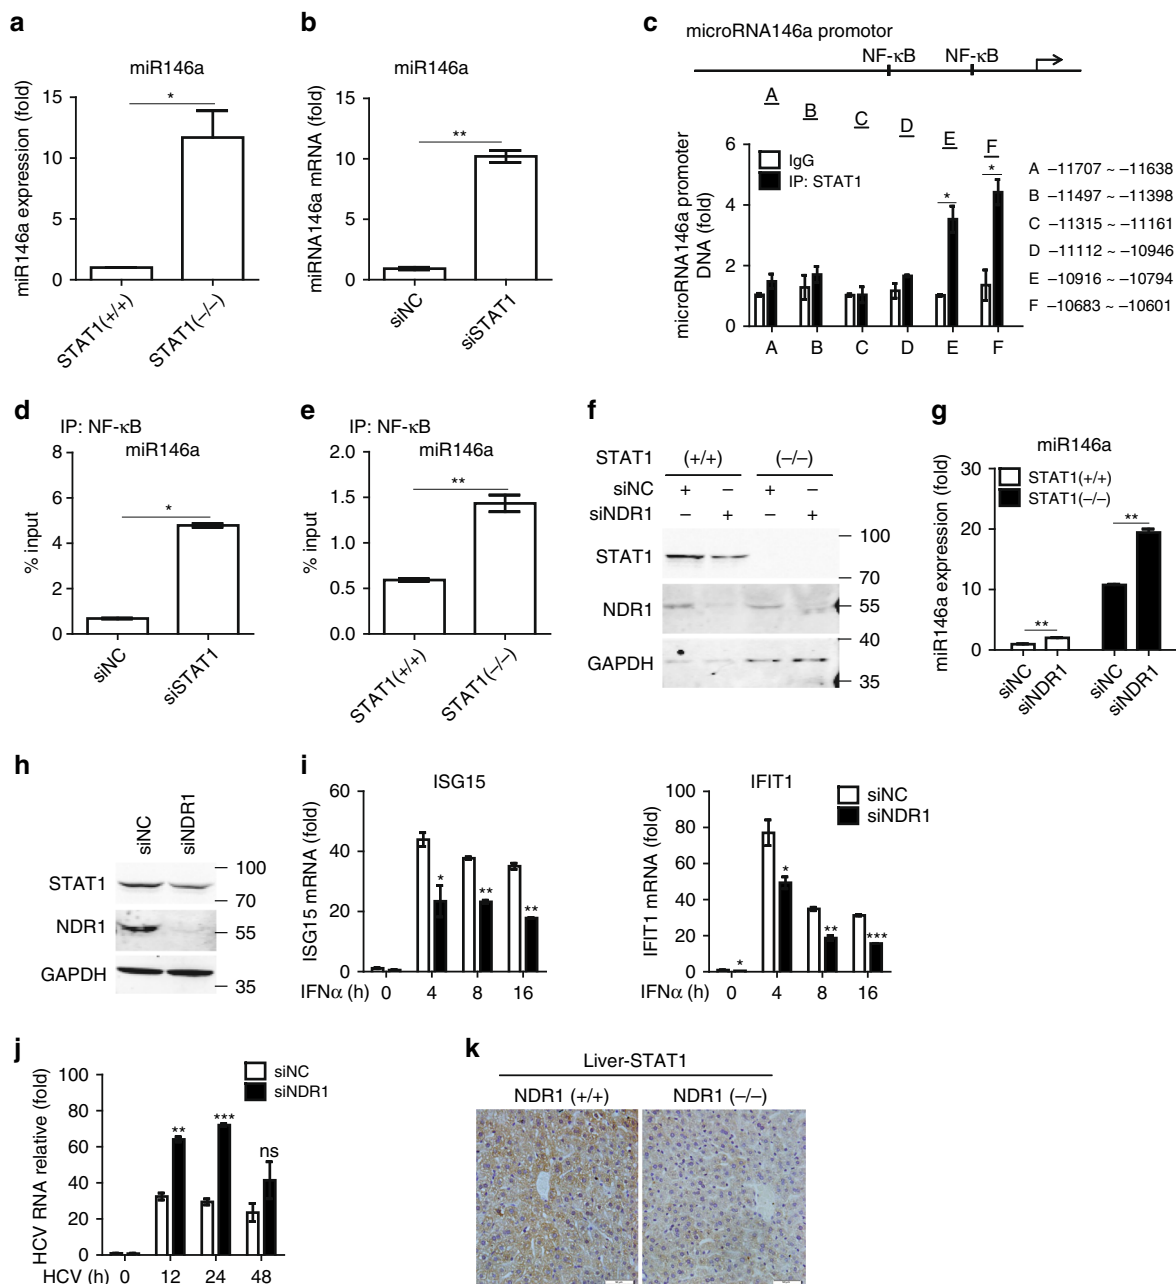 a
miR146a
miR146a expression (fold)
15
10
5
0
*
STAT1(+/+)
STAT1(−/−)
b
miR146a
miRNA146a mRNA (fold)
15
10
5
0
**
siNC
siSTAT1
c
microRNA146a promotor
NF-κB NF-κB
A B C D E F
microRNA146a promoter
DNA (fold)
6
4
2
0
IgG
IP: STAT1
* *
A B C D E F
A −11707 ~ −11638
B −11497 ~ −11398
C −11315 ~ −11161
D −11112 ~ −10946
E −10916 ~ −10794
F −10683 ~ −10601
d
IP: NF-κB
miR146a
% input
8
6
4
2
0
*
siNC
siSTAT1
e
IP: NF-κB
miR146a
% input
2.0
1.5
1.0
0.5
0.0
**
STAT1(+/+)
STAT1(−/−)
f
STAT1 (+/+) (−/−)
siNC + − + −
siNDR1 − + − +
STAT1
NDR1
GAPDH
100
70
55
40
35
g
miR146a
miR146a expression (fold)
30
20
10
0
STAT1(+/+)
STAT1(−/−)
** **
siNC
siNDR1
siNC
siNDR1
h
siNC
siNDR1
STAT1
NDR1
GAPDH
100
70
55
35
i
ISG15
ISG15 mRNA (fold)
60
40
20
0
* ** **
IFNα (h) 0 4 8 16
IFIT1
IFIT1 mRNA (fold)
100
80
60
40
20
0
* * ** ***
0 4 8 16
IFNα (h)
siNC
siNDR1
j
HCV RNA relative (fold)
100
80
60
40
20
0
siNC
siNDR1
** *** ns
HCV (h) 0 12 24 48
k
Liver-STAT1
NDR1 (+/+) NDR1 (−/−)